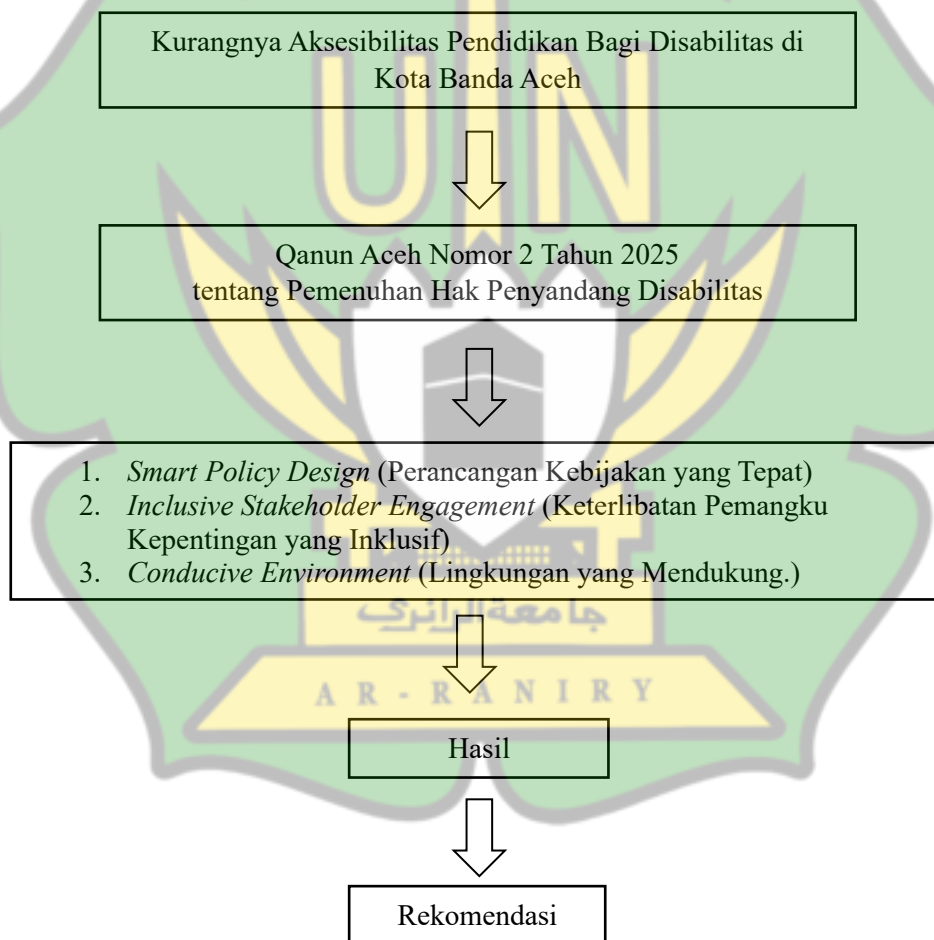 UIN
Kurangnya Aksesibilitas Pendidikan Bagi Disabilitas di
Kota Banda Aceh
Qanun Aceh Nomor 2 Tahun 2025
tentang Pemenuhan Hak Penyandang Disabilitas
1. Smart Policy Design (Perancangan Kebijakan yang Tepat)
2. Inclusive Stakeholder Engagement (Keterlibatan Pemangku
Kepentingan yang Inklusif)
3. Conducive Environment (Lingkungan yang Mendukung.)
جامعة الرانري
AR-RANIRY
Hasil
Rekomendasi